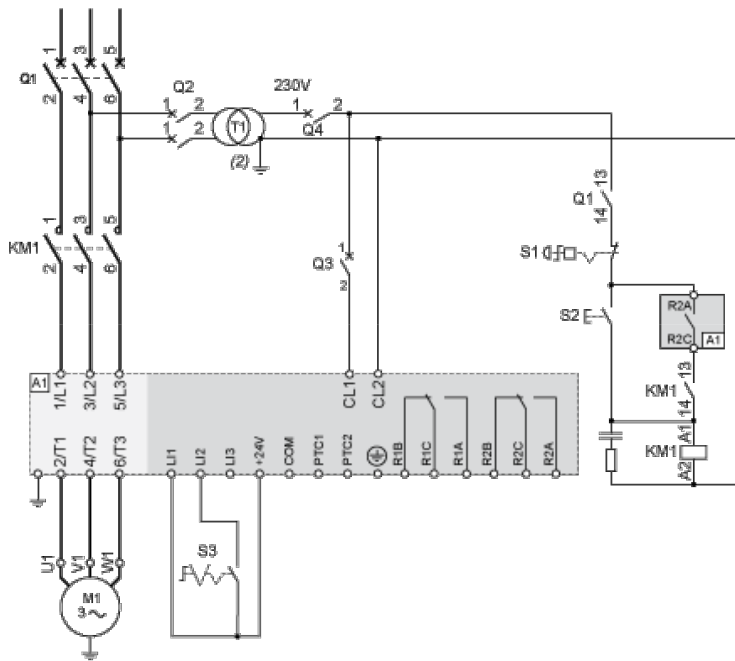 1 3 5
Q1
2 4 6
Q2
1 2
1 2
T1
(2)
230V
1 2
Q4
Q1
13
14
1 3 5
KM1
2 4 6
1
Q3
2
S1
S2
R2A
R2C
A1
KM1
13
14
KM1
A1
A2
A1
1/L1 3/L2 5/L3
CL1 CL2
2/T1 4/T2 6/T3
LI1 LI2 LI3 +24V COM PTC1 PTC2 R1B R1C R1A R2B R2C R2A
S3
U1 V1 W1
M1
3~